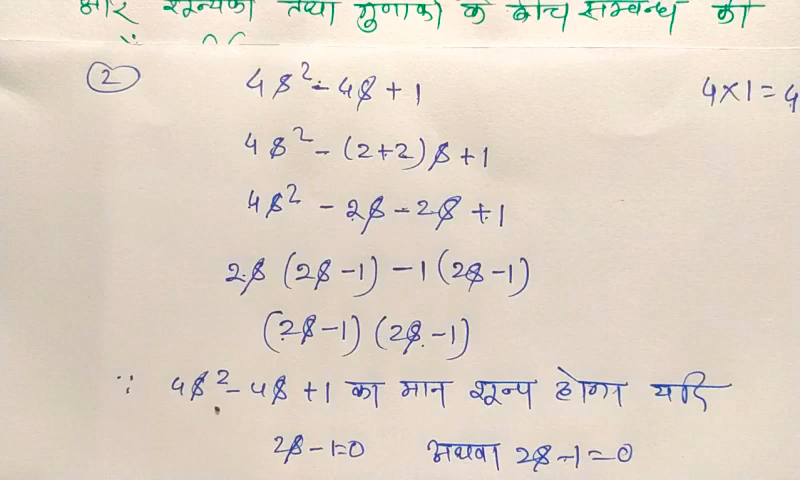 और शून्यकों तथा गुणांकों के बीच सम्बन्ध की
② 4s² - 4s + 1 4×1 = 4
4s² - (2+2)s + 1
4s² - 2s - 2s + 1
2s (2s - 1) - 1 (2s - 1)
(2s - 1) (2s - 1)
∵ 4s² - 4s + 1 का मान शून्य होगा यदि
2s - 1 = 0 अथवा 2s - 1 = 0